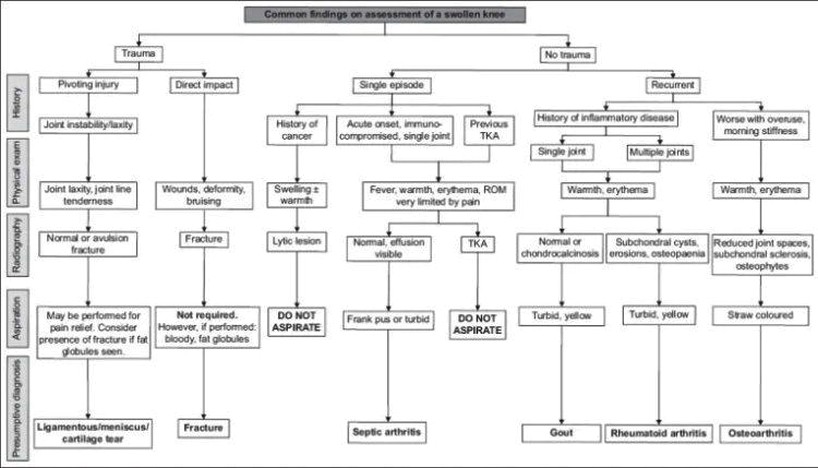 Common findings on assessment of a swollen knee
Trauma
No trauma
History
Pivoting injury
Direct impact
Single episode
Recurrent
Joint instability/laxity
History of
cancer
Acute onset, immuno-
compromised, single joint
Previous
TKA
History of inflammatory disease
Worse with overuse,
morning stiffness
Single joint
Multiple joints
Physical exam
Joint laxity, joint line
tenderness
Wounds, deformity,
bruising
Swelling ±
warmth
Fever, warmth, erythema, ROM
very limited by pain
Warmth, erythema
Warmth, erythema
Radiography
Normal or avulsion
fracture
Fracture
Lytic lesion
Normal, effusion
visible
TKA
Normal or
chondrocalcinosis
Subchondral cysts,
erosions, osteopaenia
Reduced joint spaces,
subchondral sclerosis,
osteophytes
Aspiration
May be performed for
pain relief. Consider
presence of fracture if fat
globules seen.
Not required.
However, if performed:
bloody, fat globules
DO NOT
ASPIRATE
Frank pus or turbid
DO NOT
ASPIRATE
Turbid, yellow
Turbid, yellow
Straw coloured
Presumptive diagnosis
Ligamentous/meniscus/
cartilage tear
Fracture
Septic arthritis
Gout
Rheumatoid arthritis
Osteoarthritis